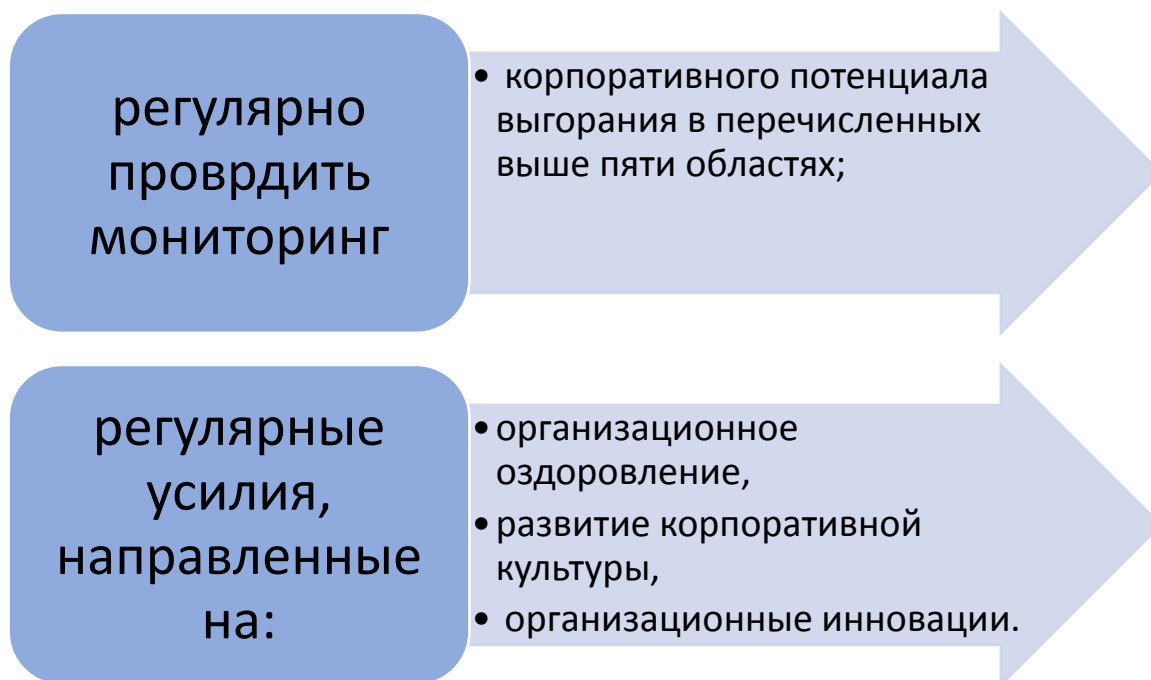 регулярно
проврдить
мониторинг
• корпоративного потенциала
выгорания в перечисленных
выше пяти областях;
регулярные
усилия,
направленные
на:
• организационное
оздоровление,
• развитие корпоративной
культуры,
• организационные инновации.